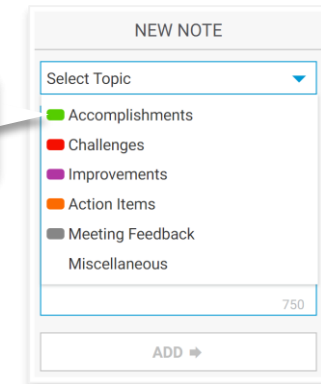 NEW NOTE
Select Topic
Accomplishments
Challenges
Improvements
Action Items
Meeting Feedback
Miscellaneous
750
ADD